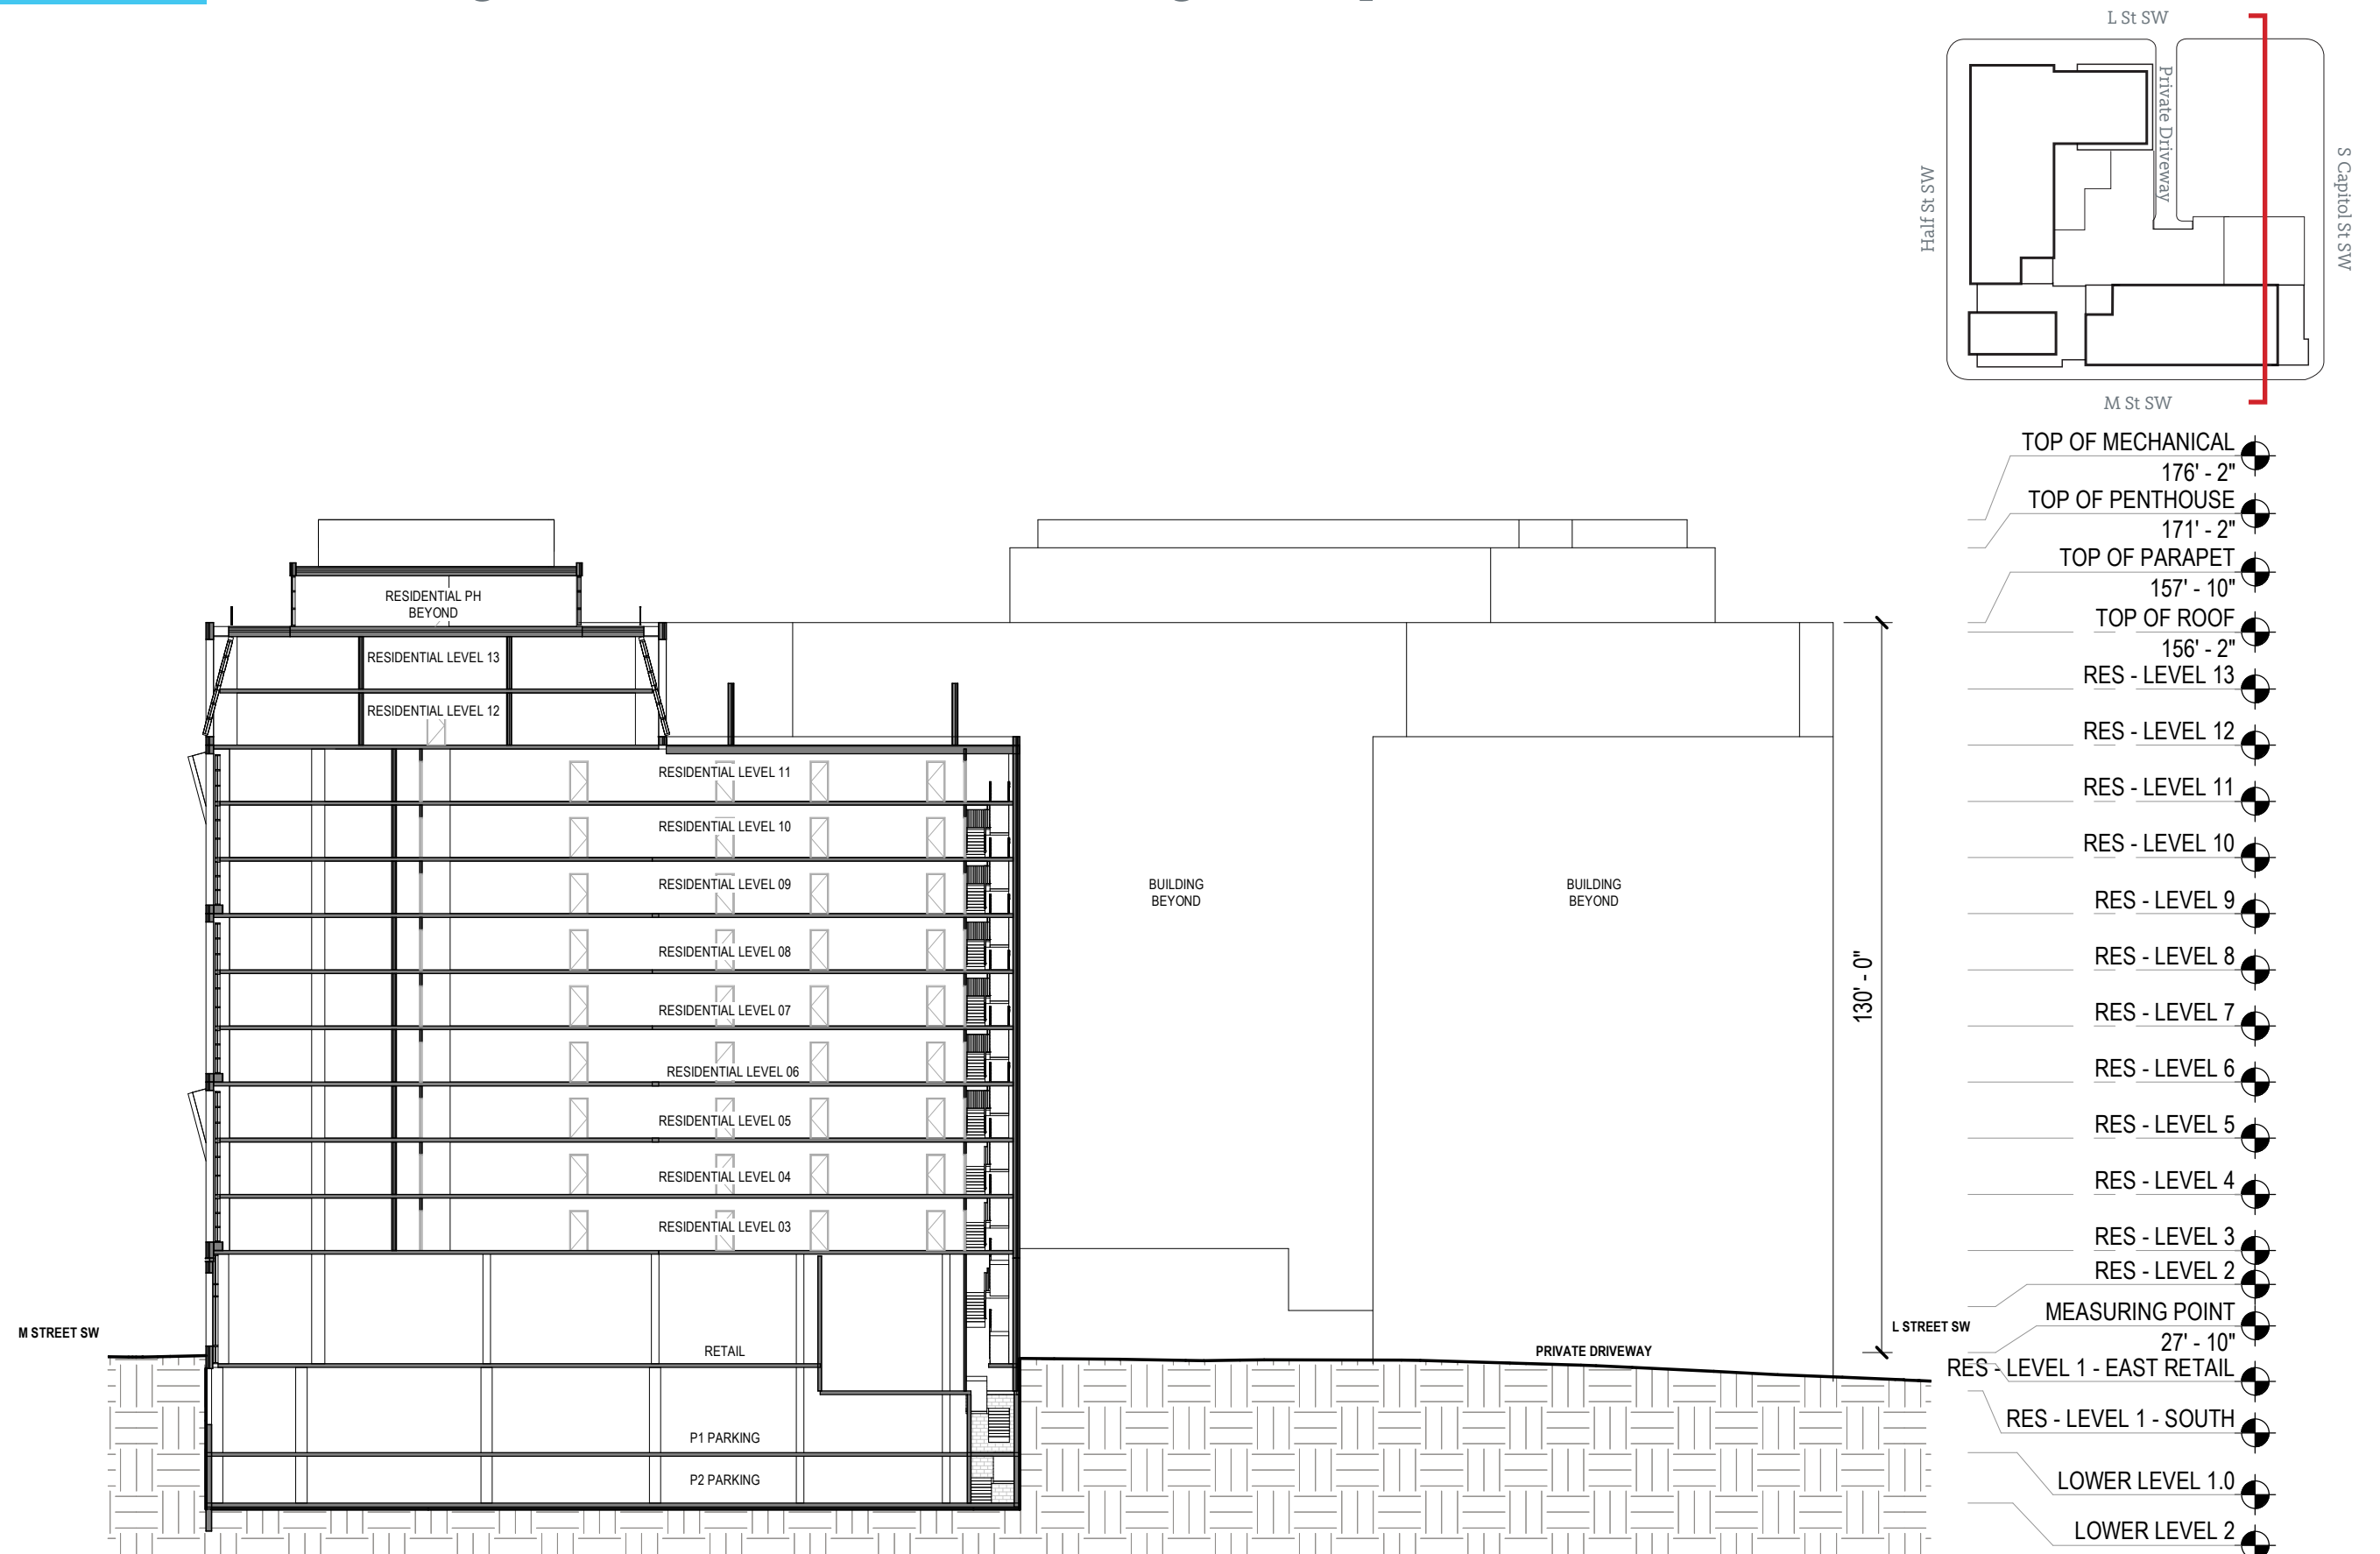 L St SW
Private Driveway
Half St SW
S Capitol St SW
M St SW
TOP OF MECHANICAL
176' - 2"
TOP OF PENTHOUSE
171' - 2"
TOP OF PARAPET
157' - 10"
TOP OF ROOF
156' - 2"
RES - LEVEL 13
RES - LEVEL 12
RES - LEVEL 11
RES - LEVEL 10
RES - LEVEL 9
RES - LEVEL 8
RES - LEVEL 7
RES - LEVEL 6
RES - LEVEL 5
RES - LEVEL 4
RES - LEVEL 3
RES - LEVEL 2
MEASURING POINT
27' - 10"
RES - LEVEL 1 - EAST RETAIL
RES - LEVEL 1 - SOUTH
LOWER LEVEL 1.0
LOWER LEVEL 2
RESIDENTIAL PH
BEYOND
RESIDENTIAL LEVEL 13
RESIDENTIAL LEVEL 12
RESIDENTIAL LEVEL 11
RESIDENTIAL LEVEL 10
RESIDENTIAL LEVEL 09
RESIDENTIAL LEVEL 08
RESIDENTIAL LEVEL 07
RESIDENTIAL LEVEL 06
RESIDENTIAL LEVEL 05
RESIDENTIAL LEVEL 04
RESIDENTIAL LEVEL 03
RETAIL
P1 PARKING
P2 PARKING
BUILDING
BEYOND
BUILDING
BEYOND
130' - 0"
M STREET SW
L STREET SW
PRIVATE DRIVEWAY